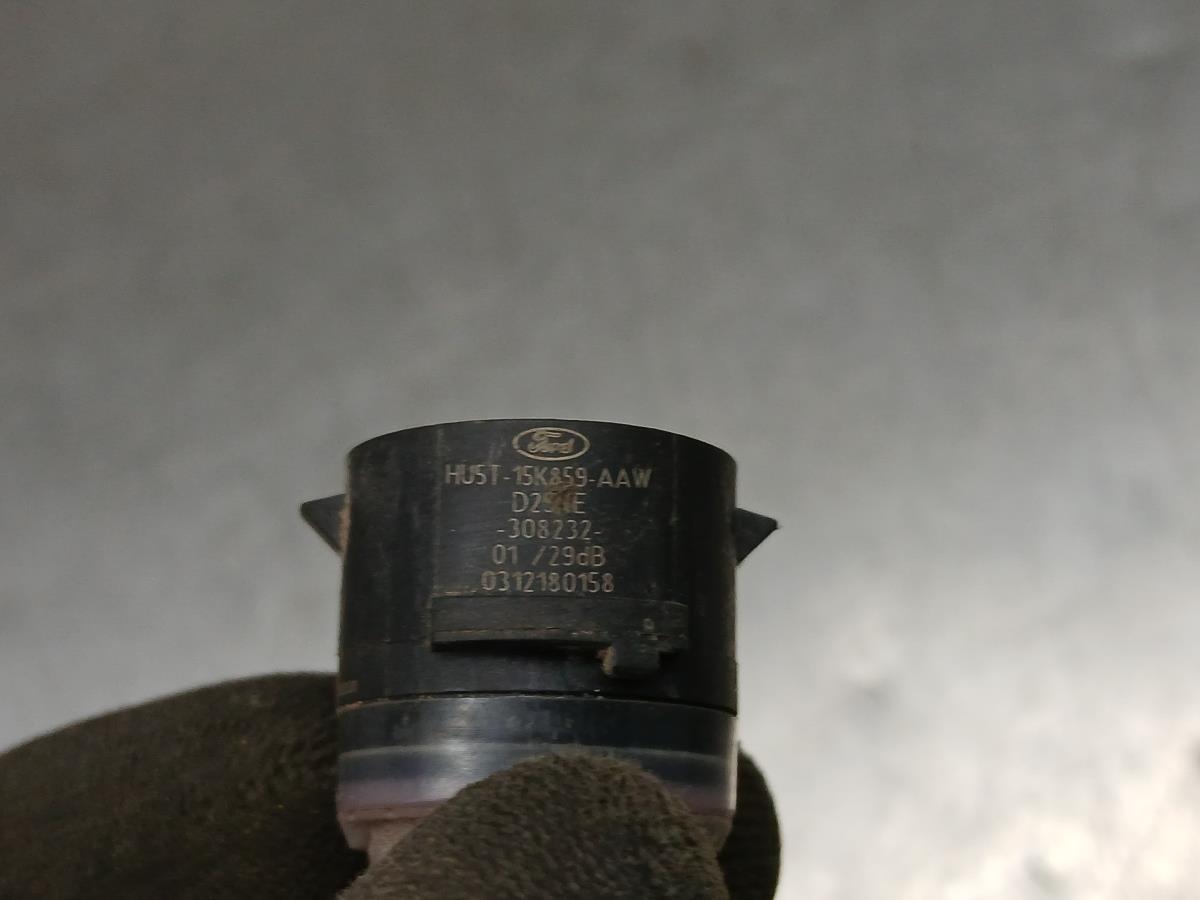 Ford
HU5T-15K859-AAW
-308232-
01 /29dB
0312180158